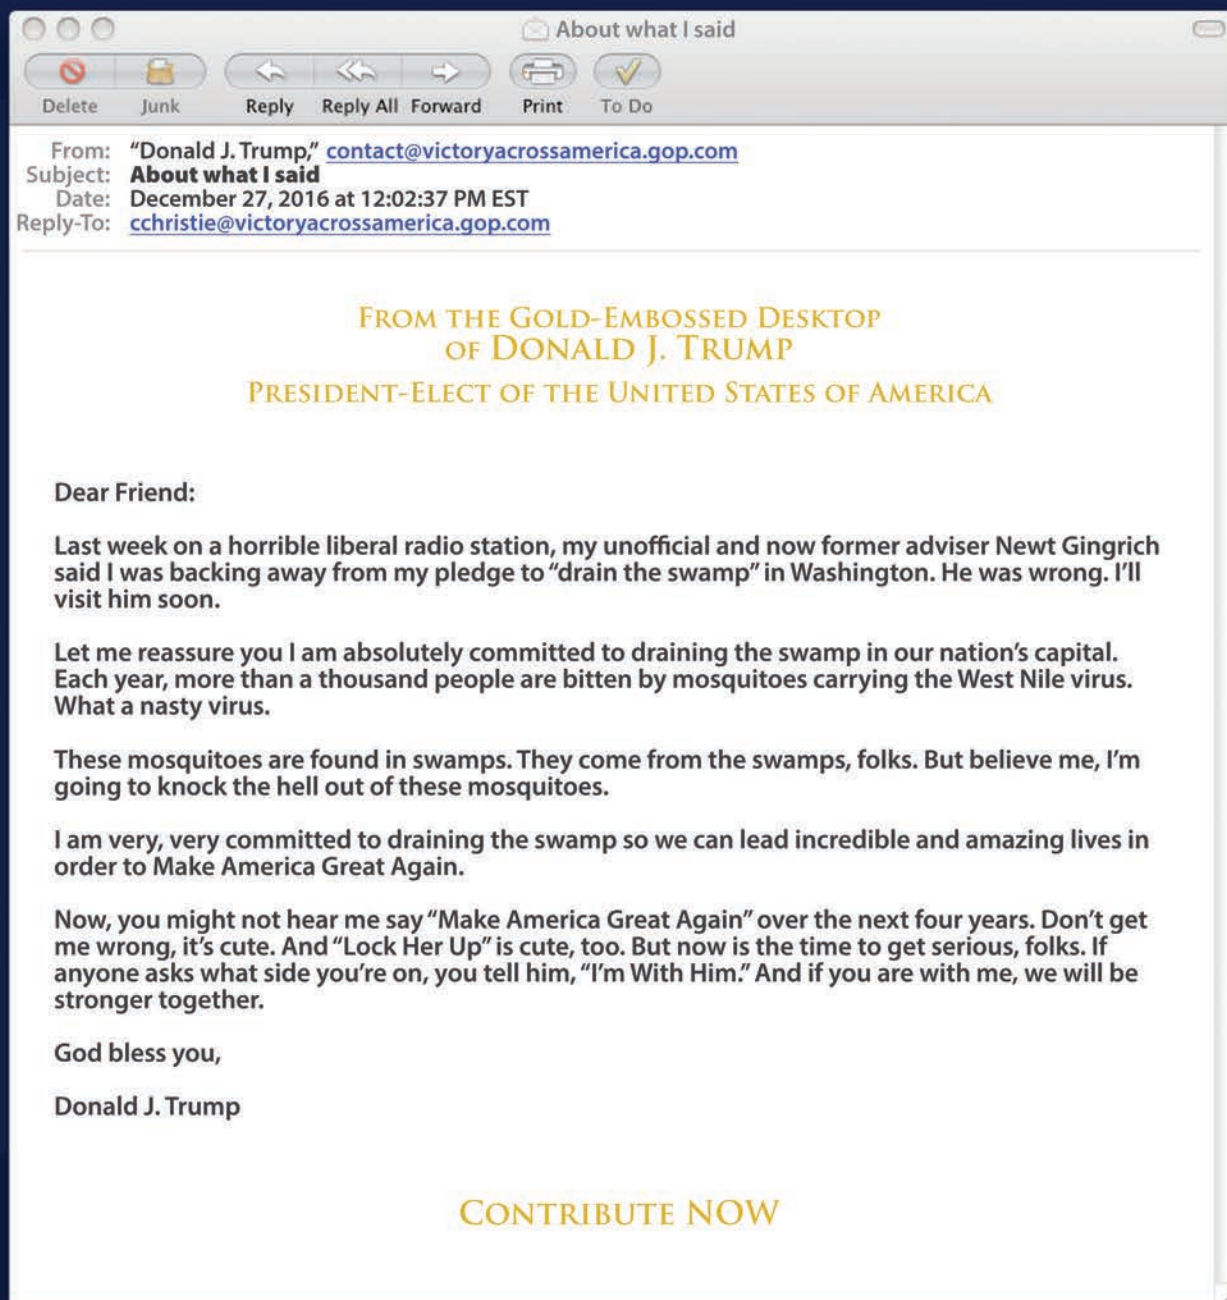 About what I said
Delete Junk Reply Reply All Forward Print To Do
From: “Donald J. Trump,” contact@victoryacrossamerica.gop.com
Subject: About what I said
Date: December 27, 2016 at 12:02:37 PM EST
Reply-To: cchristie@victoryacrossamerica.gop.com
From the Gold-Embossed Desktop
of Donald J. Trump
President-Elect of the United States of America
Dear Friend:
Last week on a horrible liberal radio station, my unofficial and now former adviser Newt Gingrich
said I was backing away from my pledge to “drain the swamp” in Washington. He was wrong. I’ll
visit him soon.
Let me reassure you I am absolutely committed to draining the swamp in our nation’s capital.
Each year, more than a thousand people are bitten by mosquitoes carrying the West Nile virus.
What a nasty virus.
These mosquitoes are found in swamps. They come from the swamps, folks. But believe me, I’m
going to knock the hell out of these mosquitoes.
I am very, very committed to draining the swamp so we can lead incredible and amazing lives in
order to Make America Great Again.
Now, you might not hear me say “Make America Great Again” over the next four years. Don’t get
me wrong, it’s cute. And “Lock Her Up” is cute, too. But now is the time to get serious, folks. If
anyone asks what side you’re on, you tell him, “I’m With Him.” And if you are with me, we will be
stronger together.
God bless you,
Donald J. Trump
Contribute NOW